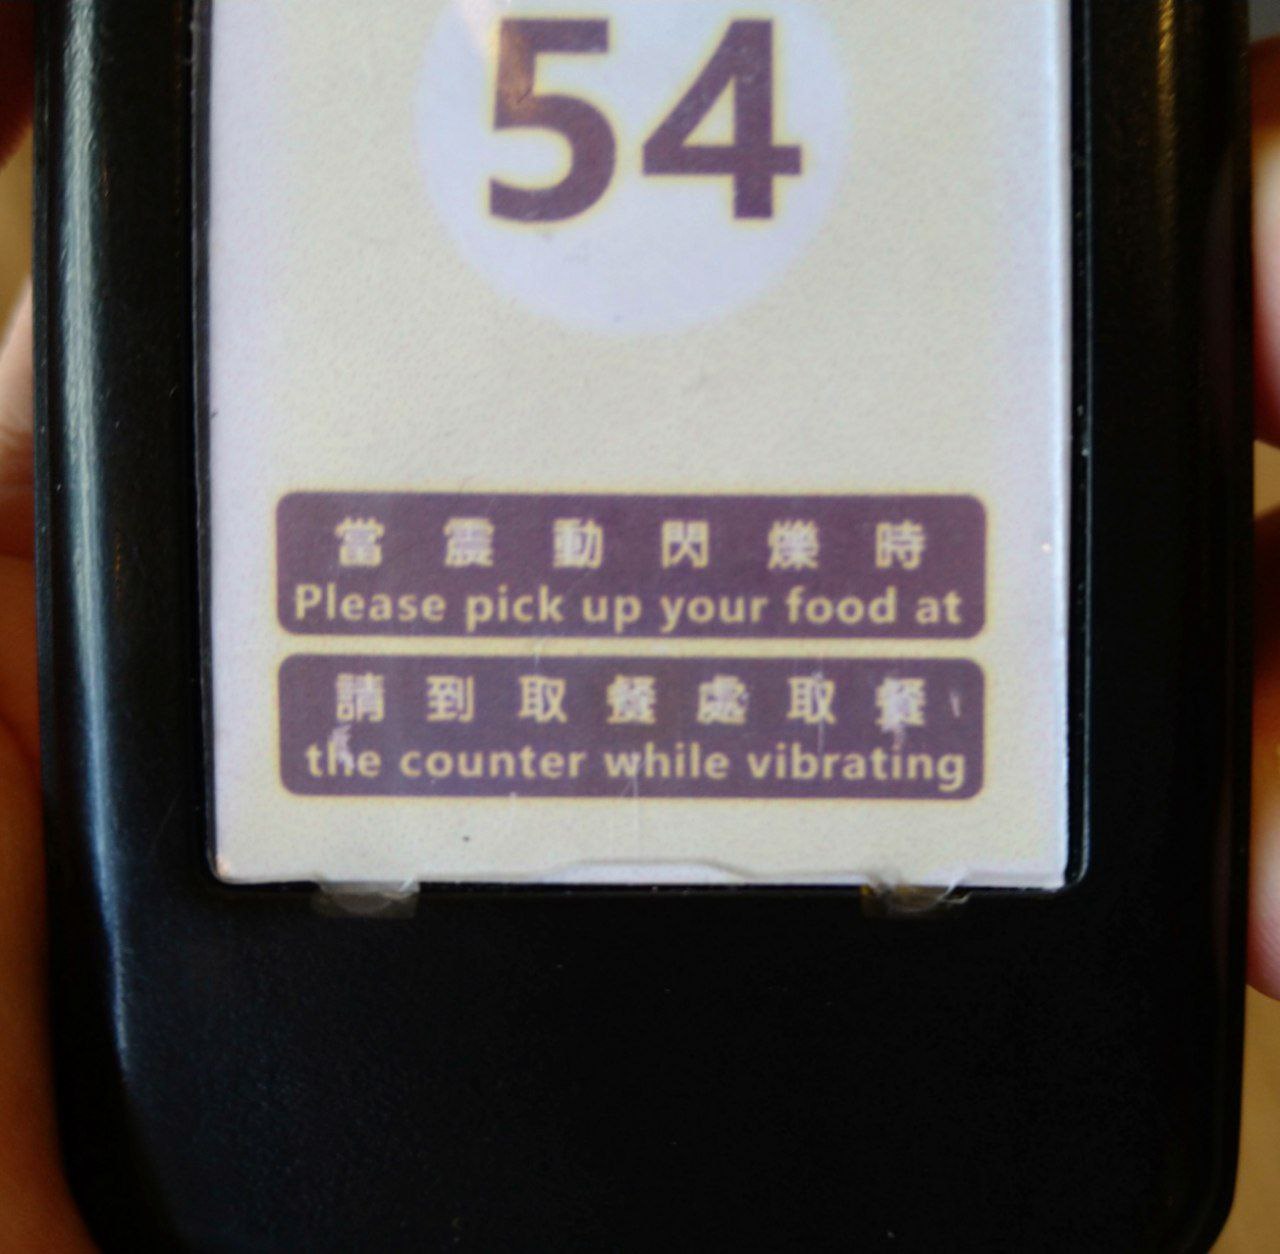 54
當震動閃爍時
Please pick up your food at
請到取餐處取餐
the counter while vibrating